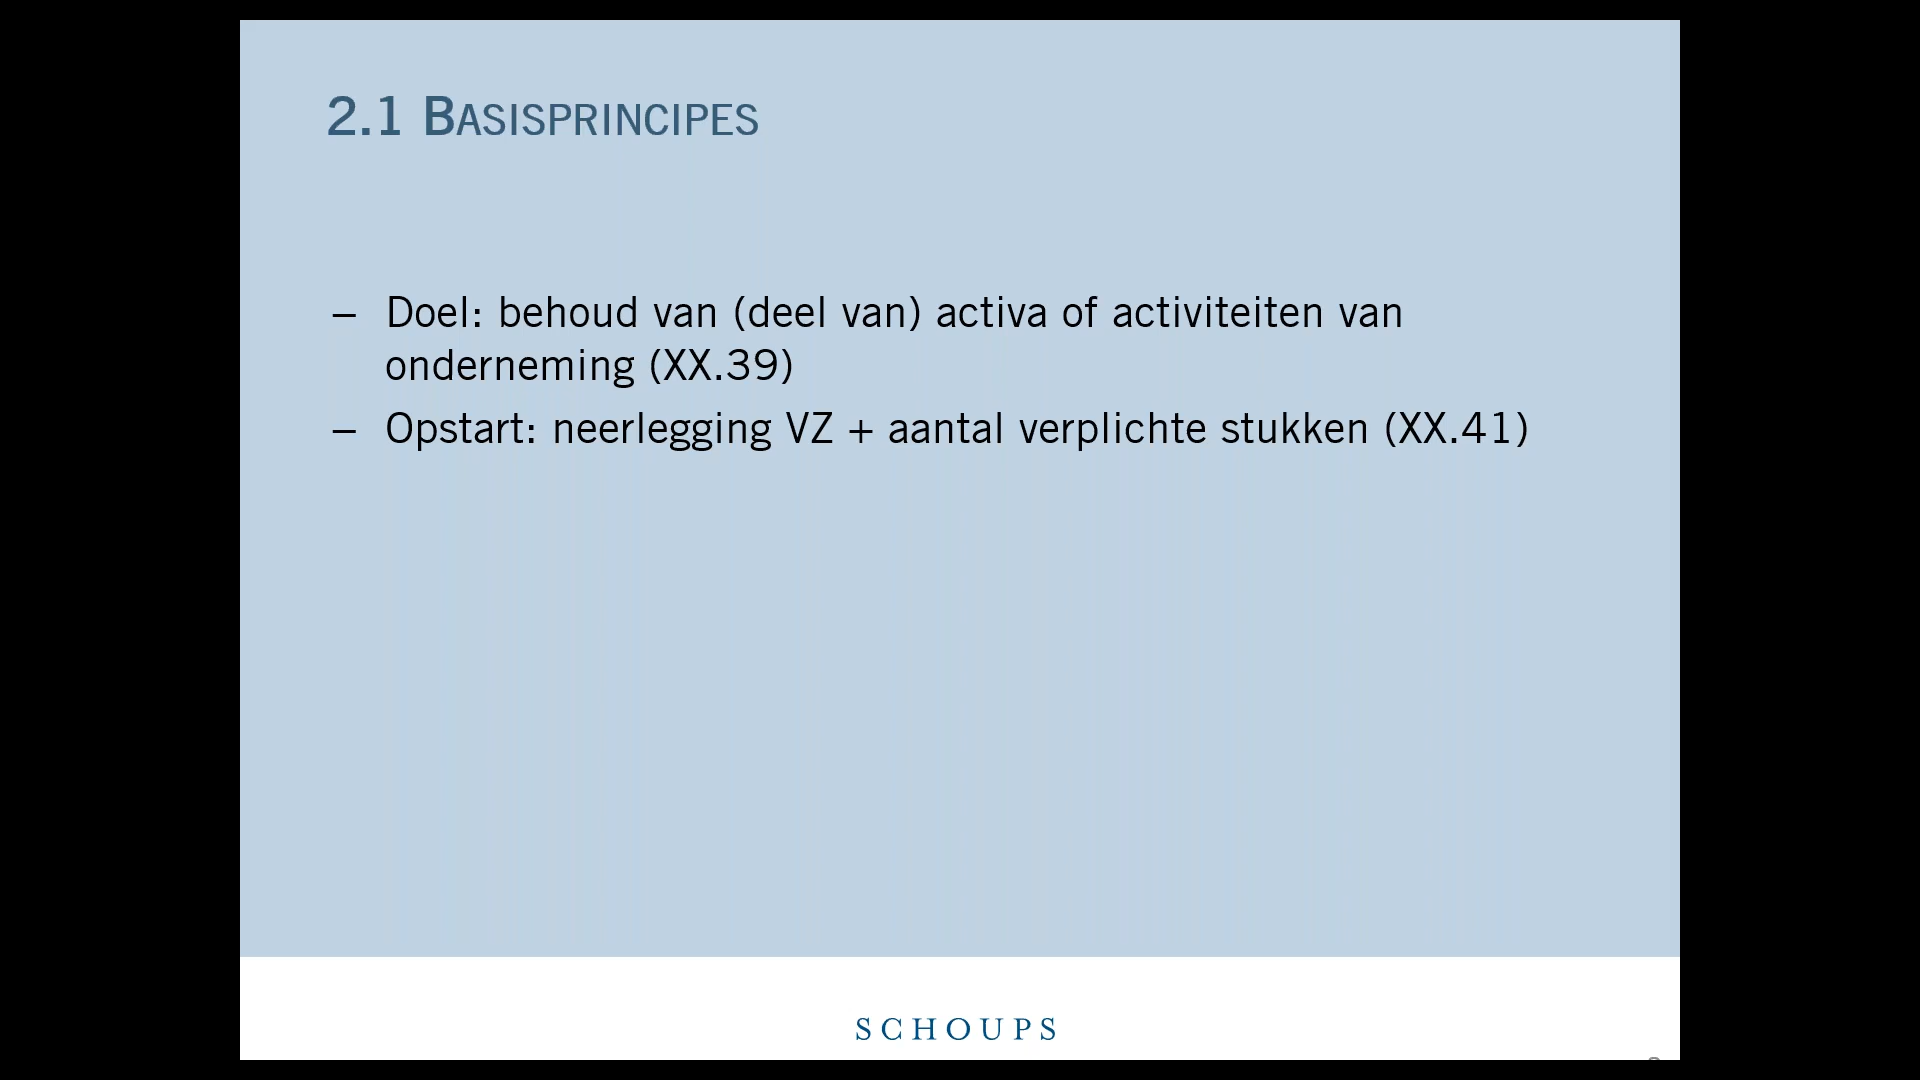 2.1 BASISPRINCIPES
– Doel: behoud van (deel van) activa of activiteiten van
onderneming (XX.39)
– Opstart: neerlegging VZ + aantal verplichte stukken (XX.41)
SCHOUPS